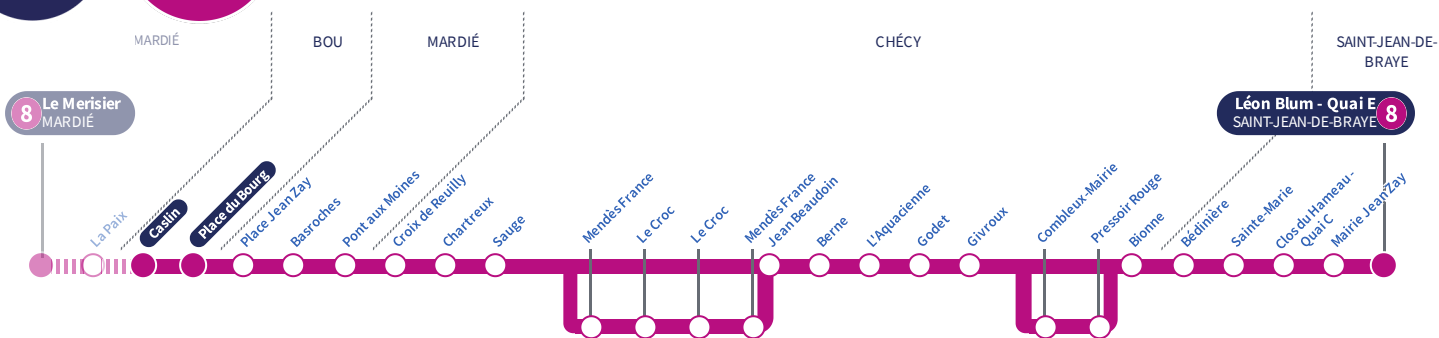 MARDIÉ
BOU
MARDIÉ
CHÉCY
SAINT-JEAN-DE-
BRAYE
8
Le Merisier
MARDIÉ
Léon Blum - Quai E
SAINT-JEAN-DE-BRAYE
8
La Paix
Caslin
Place du Bourg
Place Jean Zay
Basroches
Pont aux Moines
Croix de Reuilly
Chartreux
Sauge
Mendès France
Le Croc
Le Croc
Mendès France
Jean Beaudoin
Berne
L'Aquacienne
Godet
Givroux
Combleux-Mairie
Pressoir Rouge
Bionne
Bédinière
Sainte-Marie
Clos du Hameau-
Quai C
Mairie Jean Zay